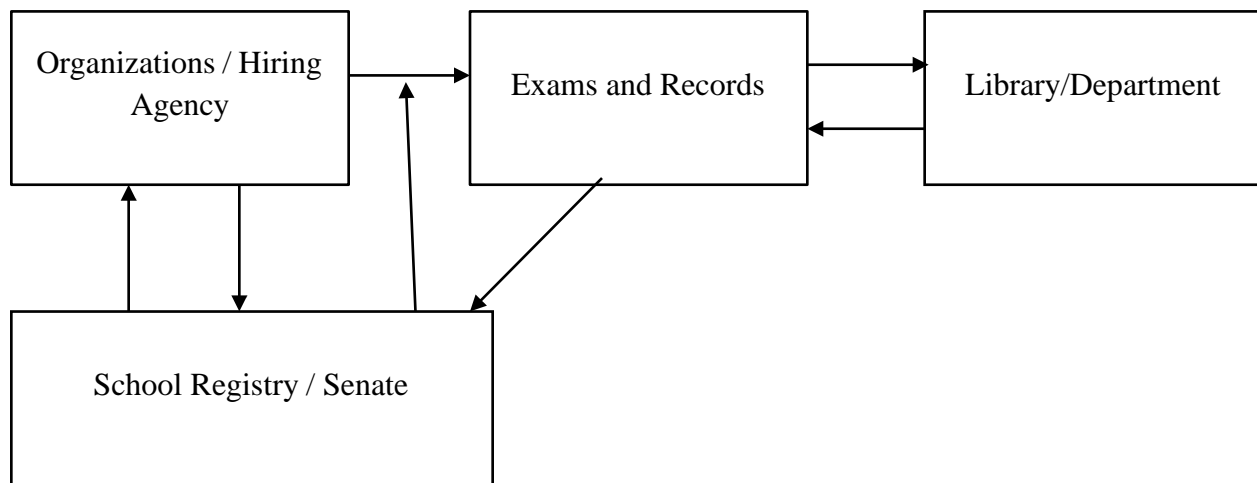 Organizations / Hiring
Agency
Exams and Records
Library/Department
School Registry / Senate